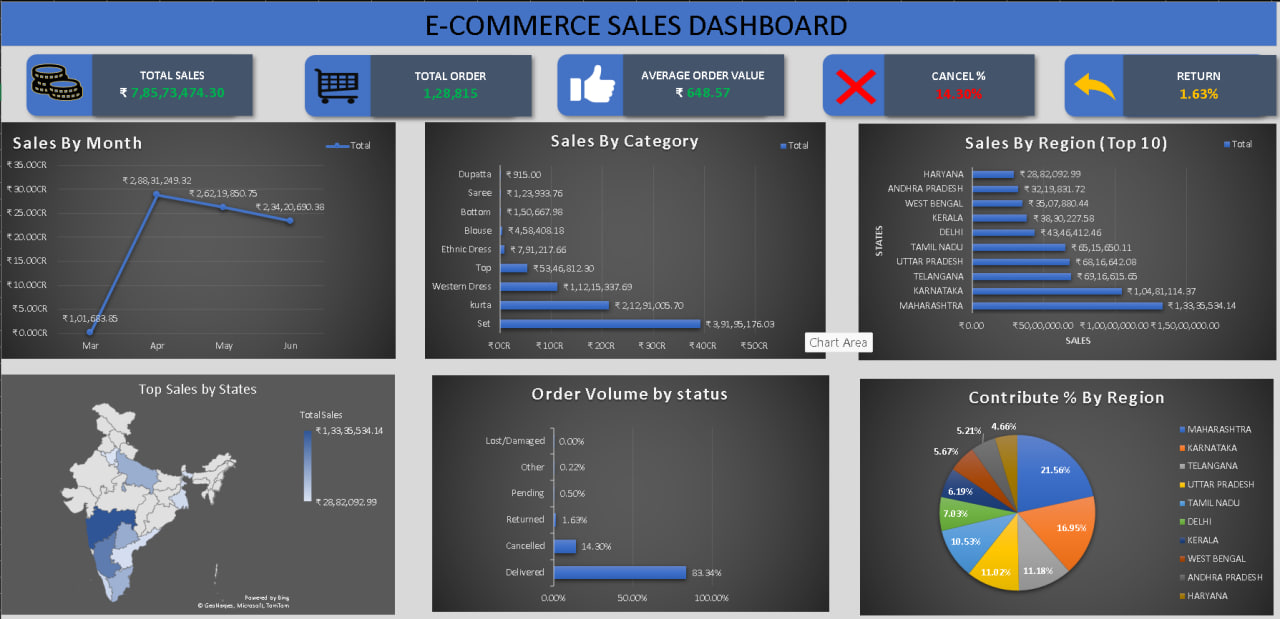 E-COMMERCE SALES DASHBOARD
TOTAL SALES
₹ 7,85,73,474.30
TOTAL ORDER
1,28,815
AVERAGE ORDER VALUE
₹ 648.57
CANCEL %
14.30%
RETURN
1.63%
Sales By Month
Total
₹ 35.00CR
₹ 30.00CR
₹ 25.00CR
₹ 20.00CR
₹ 15.00CR
₹ 10.00CR
₹ 5.00CR
₹ 0.00CR
₹ 1,01,683.85
₹ 2,88,31,249.32
₹ 2,62,19,850.75
₹ 2,34,20,690.38
Mar Apr May Jun
Sales By Category
Total
Dupatta ₹ 915.00
Saree ₹ 1,23,933.76
Bottom ₹ 1,50,667.98
Blouse ₹ 4,58,408.18
Ethnic Dress ₹ 7,91,217.66
Top ₹ 53,46,812.30
Western Dress ₹ 1,12,15,337.69
kurta ₹ 2,12,91,005.70
Set ₹ 3,91,95,176.03
₹ 0CR ₹ 10CR ₹ 20CR ₹ 30CR ₹ 40CR ₹ 50CR
Chart Area
Sales By Region (Top 10)
Total
STATES
HARYANA ₹ 28,82,092.99
ANDHRA PRADESH ₹ 32,19,831.72
WEST BENGAL ₹ 35,07,880.44
KERALA ₹ 38,30,227.58
DELHI ₹ 43,46,412.46
TAMIL NADU ₹ 65,15,650.11
UTTAR PRADESH ₹ 68,16,642.08
TELANGANA ₹ 69,16,615.65
KARNATAKA ₹ 1,04,81,114.37
MAHARASHTRA ₹ 1,33,35,534.14
₹ 0.00 ₹ 50,00,000.00 ₹ 1,00,00,000.00 ₹ 1,50,00,000.00
SALES
Top Sales by States
Total Sales
₹ 1,33,35,534.14
₹ 28,82,092.99
Powered by Bing
© GeoNames, Microsoft, TomTom
Order Volume by status
Lost/Damaged 0.00%
Other 0.22%
Pending 0.50%
Returned 1.63%
Cancelled 14.30%
Delivered 83.34%
0.00% 50.00% 100.00%
Contribute % By Region
21.56%
16.95%
11.18%
11.02%
10.53%
7.03%
6.19%
5.67%
5.21%
4.66%
MAHARASHTRA
KARNATAKA
TELANGANA
UTTAR PRADESH
TAMIL NADU
DELHI
KERALA
WEST BENGAL
ANDHRA PRADESH
HARYANA